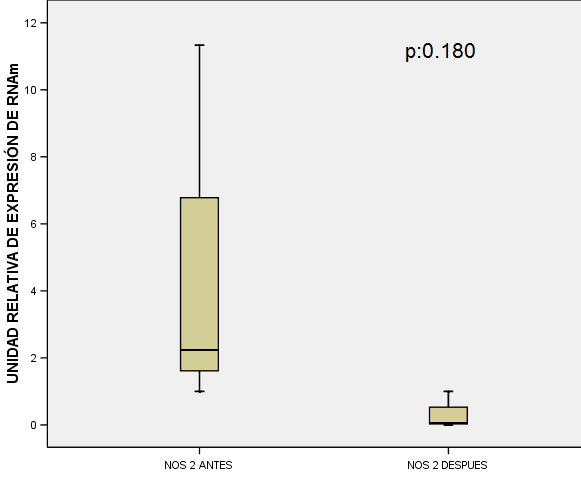 UNIDAD RELATIVA DE EXPRESIÓN DE RNAm
12
10
8
6
4
2
0
p:0.180
NOS 2 ANTES
NOS 2 DESPUES